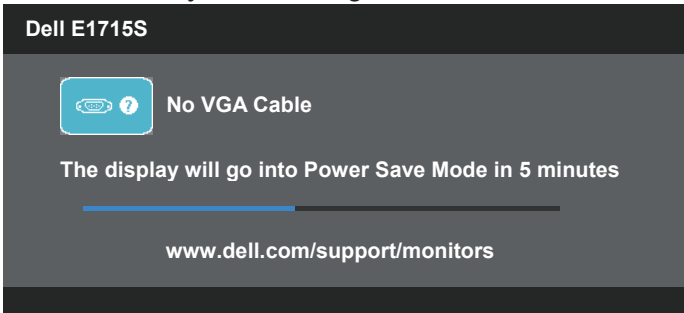 Dell E1715S
? No VGA Cable
The display will go into Power Save Mode in 5 minutes
www.dell.com/support/monitors